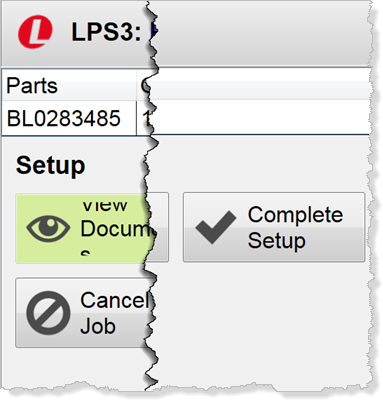 LPS3:
Parts
BL0283485
Setup
View
Docum
s
Complete
Setup
Cancel
Job